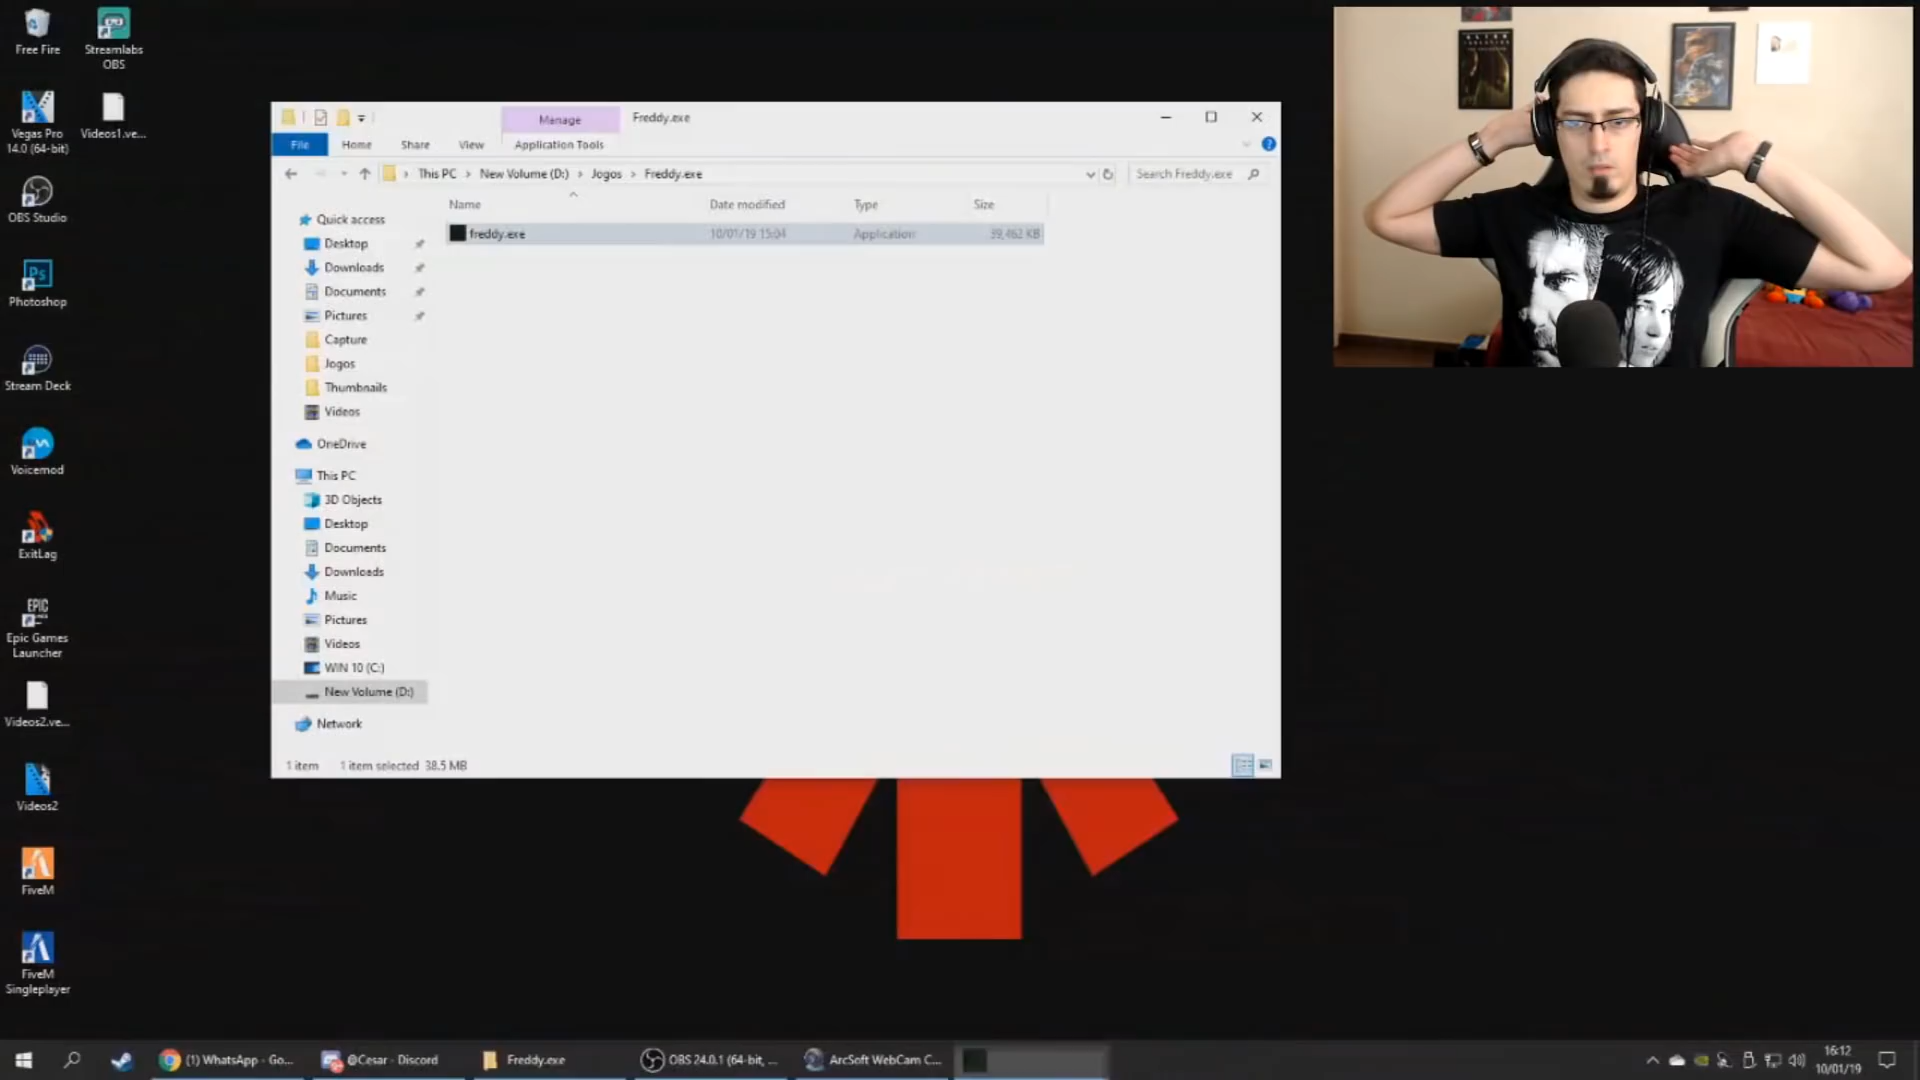 Free Fire
Streamlabs
OBS
Vegas Pro
14.0 (64-bit)
Videos1.ve...
OBS Studio
Ps
Photoshop
Stream Deck
Voicemod
ExitLag
EPIC
Epic Games
Launcher
Videos2.ve...
Videos2
FiveM
FiveM
Singleplayer
Manage
Freddy.exe
File
Home
Share
View
Application Tools
This PC
New Volume (D:)
Jogos
Freddy.exe
Search Freddy.exe
Name
Date modified
Type
Size
freddy.exe
10/01/19 15:04
Application
39,462 KB
Quick access
Desktop
Downloads
Documents
Pictures
Capture
Jogos
Thumbnails
Videos
OneDrive
This PC
3D Objects
Desktop
Documents
Downloads
Music
Pictures
Videos
WIN 10 (C:)
New Volume (D:)
Network
1 item
1 item selected 38.5 MB
ALIEN
(1) WhatsApp - Go...
@Cesar - Discord
Freddy.exe
OBS 24.0.1 (64-bit, ...
ArcSoft WebCam C...
16:12
10/01/19